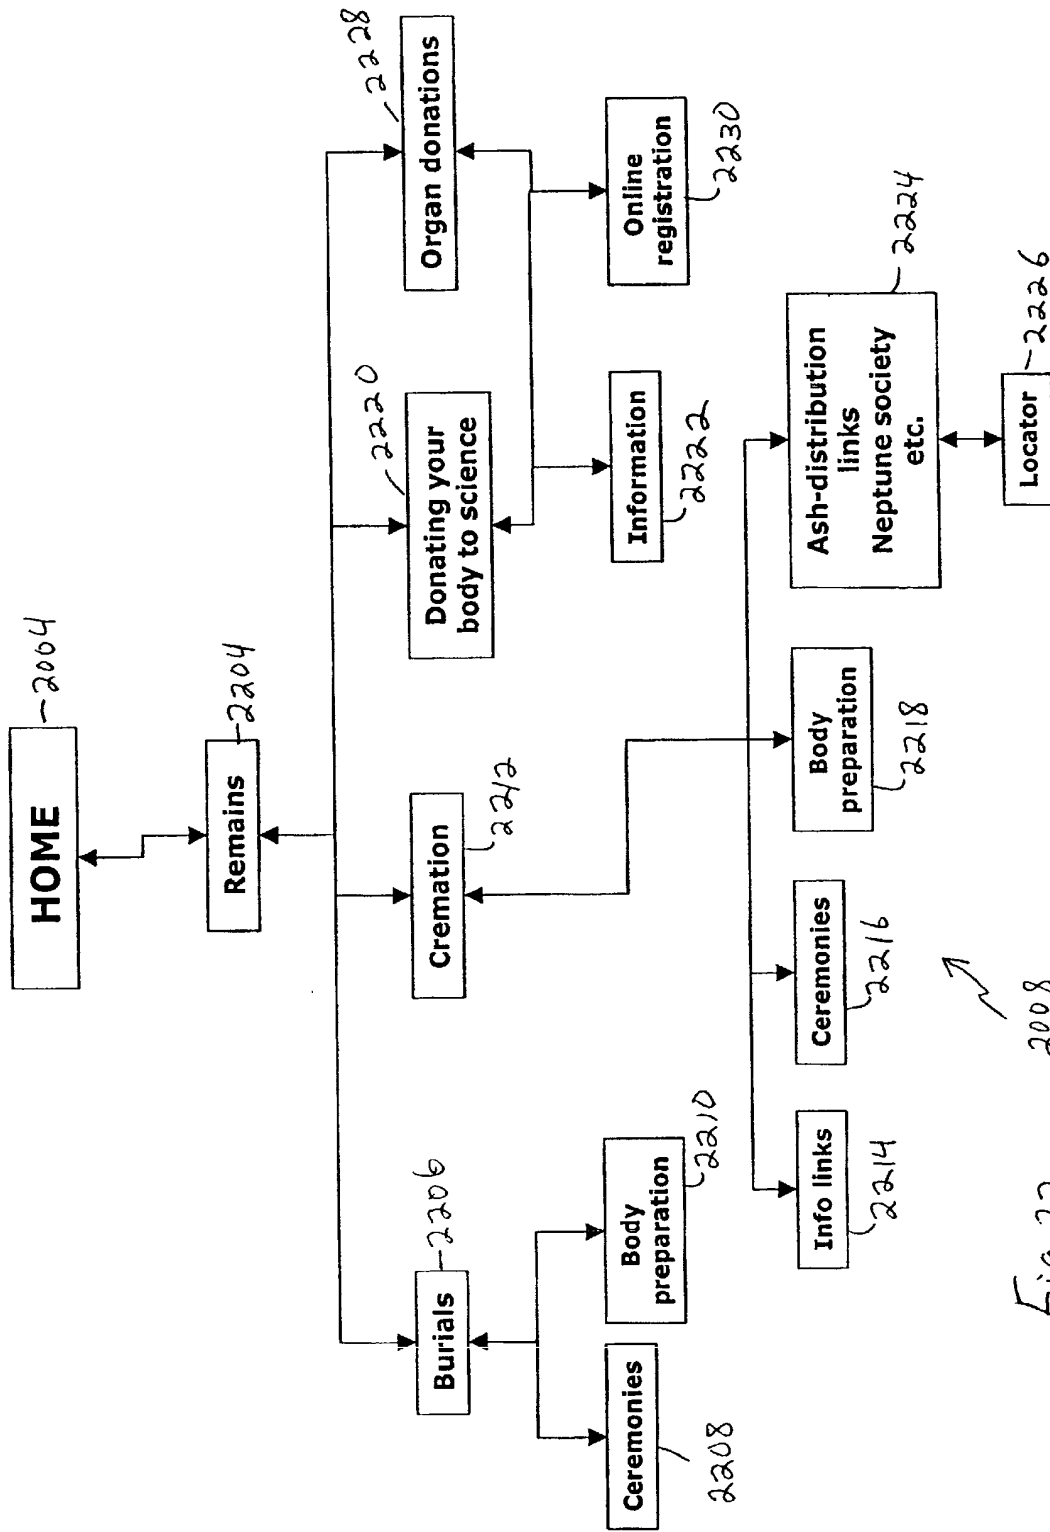 HOME
2004
Remains
2204
Burials
2206
Cremation
2212
Donating your
body to science
2220
Organ donations
2228
Ceremonies
2208
Body
preparation
2210
Information
2222
Online
registration
2230
Info links
2214
Ceremonies
2216
Body
preparation
2218
Ash-distribution
links
Neptune society
etc.
2224
Locator
2226
2008
Fig. 22